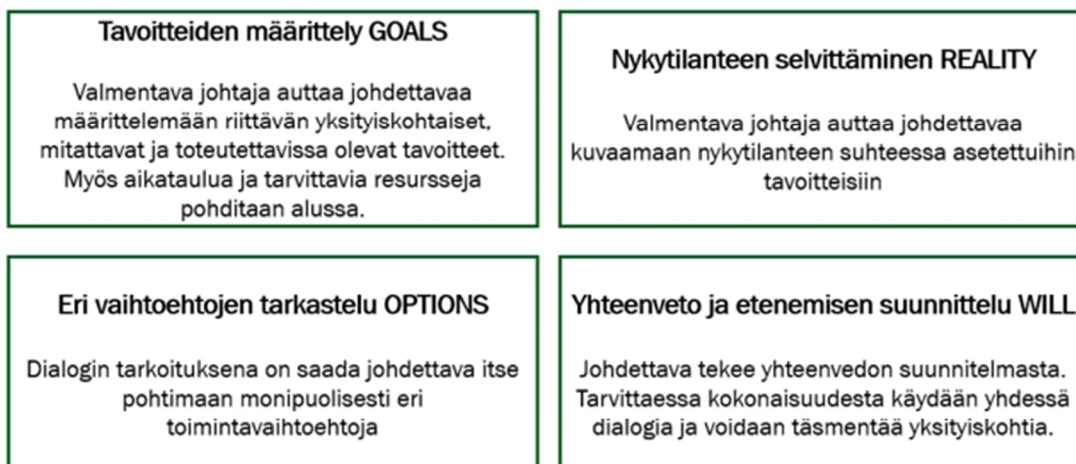 Tavoitteiden määrittely GOALS
Valmentava johtaja auttaa johdettavaa
määrittelemään riittävän yksityiskohtaiset,
mitattavat ja toteutettavissa olevat tavoitteet.
Myös aikataulua ja tarvittavia resursseja
pohditaan alussa.
Nykytilanteen selvittäminen REALITY
Valmentava johtaja auttaa johdettavaa
kuvaamaan nykytilanteen suhteessa asetettuihin
tavoitteisiin
Eri vaihtoehtojen tarkastelu OPTIONS
Dialogin tarkoituksena on saada johdettava itse
pohtimaan monipuolisesti eri
toimintavaihtoehtoja
Yhteenveto ja etenemisen suunnittelu WILL
Johdettava tekee yhteenvedon suunnitelmasta.
Tarvittaessa kokonaisuudesta käydään yhdessä
dialogia ja voidaan täsmentää yksityiskohtia.